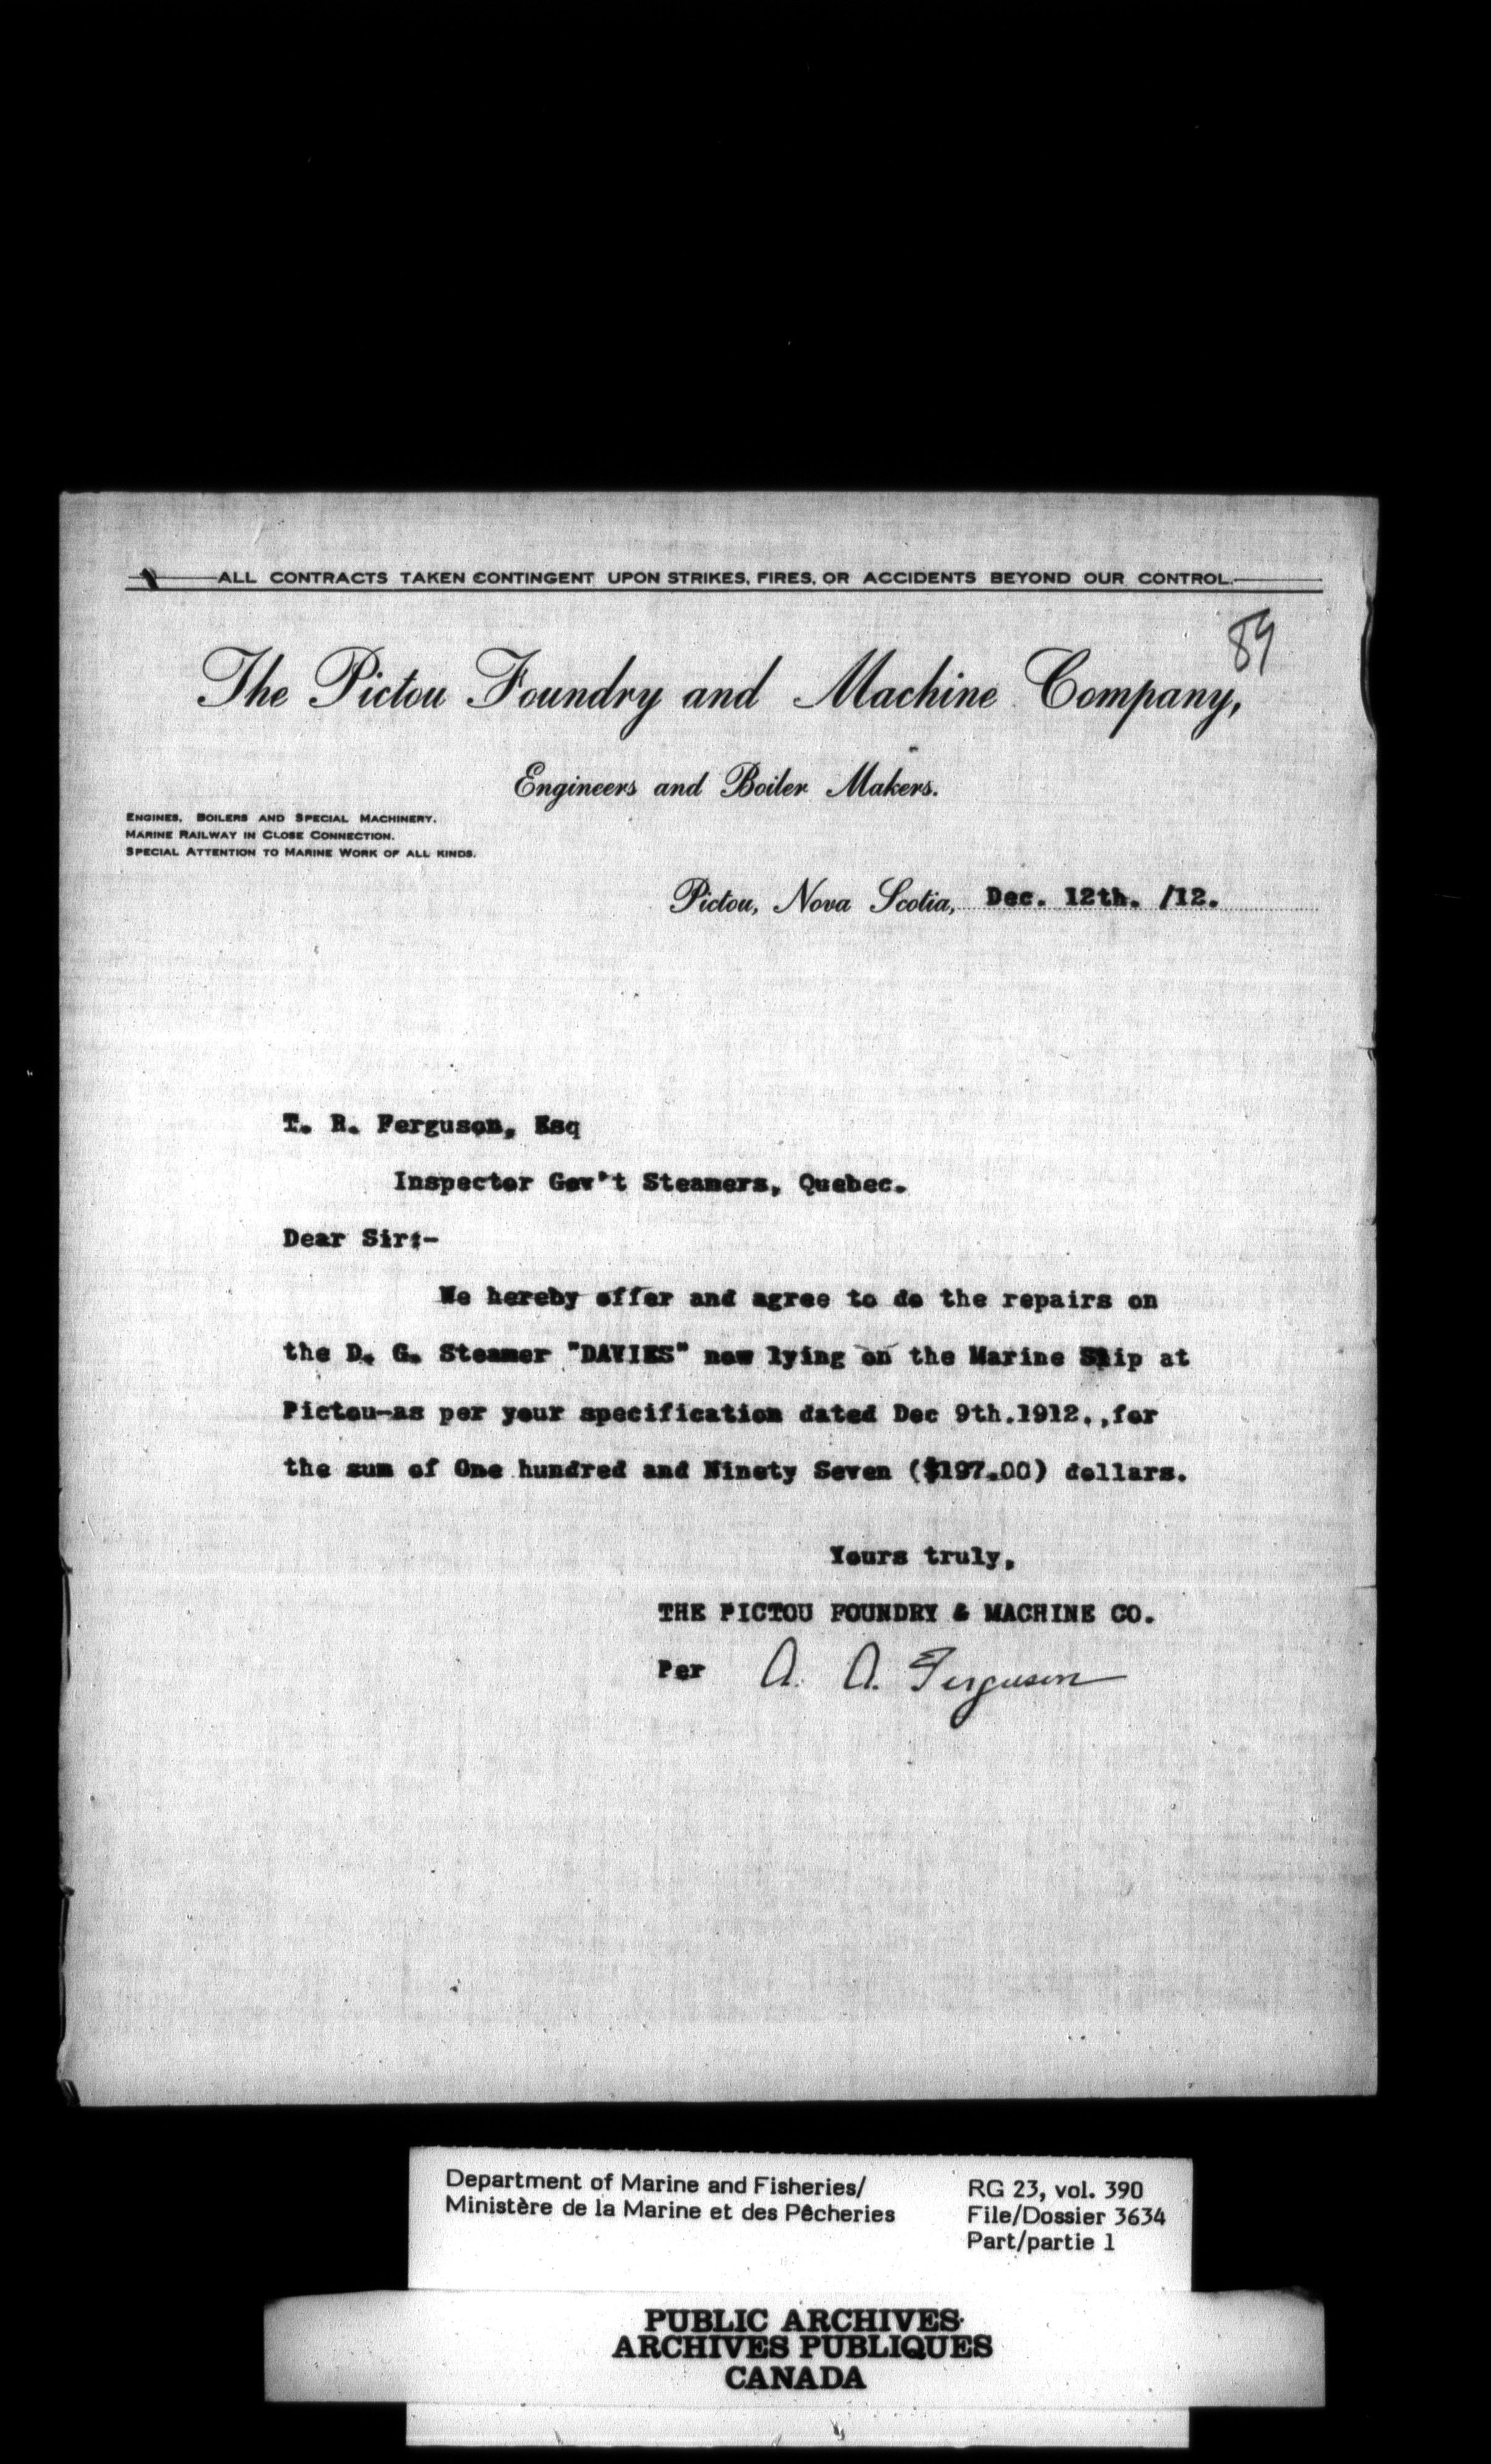 ALL CONTRACTS TAKEN CONTINGENT UPON STRIKES, FIRES, OR ACCIDENTS BEYOND OUR CONTROL.
89
The Pictou Foundry and Machine Company,
Engineers and Boiler Makers.
ENGINES, BOILERS AND SPECIAL MACHINERY.
MARINE RAILWAY IN CLOSE CONNECTION.
SPECIAL ATTENTION TO MARINE WORK OF ALL KINDS.
Pictou, Nova Scotia, Dec. 12th. /12.
T. R. Ferguson, Esq
Inspector Gov't Steamers, Quebec.
Dear Sir:-
We hereby offer and agree to do the repairs on
the D. G. Steamer "DAVIES" now lying on the Marine Slip at
Pictou-as per your specification dated Dec 9th.1912.,for
the sum of One hundred and Ninety Seven ($197.00) dollars.
Yours truly,
THE PICTOU FOUNDRY & MACHINE CO.
Per A. A. Ferguson
Department of Marine and Fisheries/
Ministère de la Marine et des Pêcheries
RG 23, vol. 390
File/Dossier 3634
Part/partie 1
PUBLIC ARCHIVES
ARCHIVES PUBLIQUES
CANADA